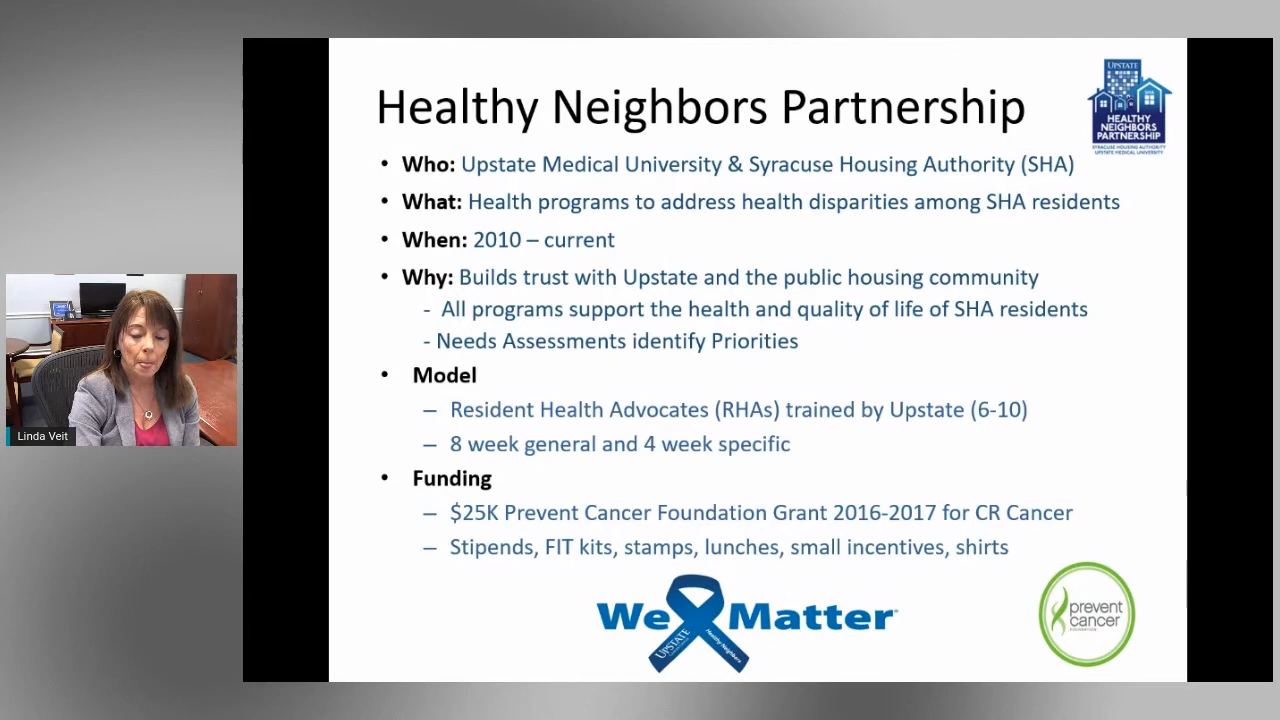 Healthy Neighbors Partnership
UPSTATE
HEALTHY
NEIGHBORS
PARTNERSHIP
SYRACUSE HOUSING AUTHORITY
UPSTATE MEDICAL UNIVERSITY
• Who: Upstate Medical University & Syracuse Housing Authority (SHA)
• What: Health programs to address health disparities among SHA residents
• When: 2010 – current
• Why: Builds trust with Upstate and the public housing community
- All programs support the health and quality of life of SHA residents
- Needs Assessments identify Priorities
• Model
– Resident Health Advocates (RHAs) trained by Upstate (6-10)
– 8 week general and 4 week specific
• Funding
– $25K Prevent Cancer Foundation Grant 2016-2017 for CR Cancer
– Stipends, FIT kits, stamps, lunches, small incentives, shirts
We Matter
UPSTATE
Healthy Neighbors
prevent
cancer
FOUNDATION
Linda Veit